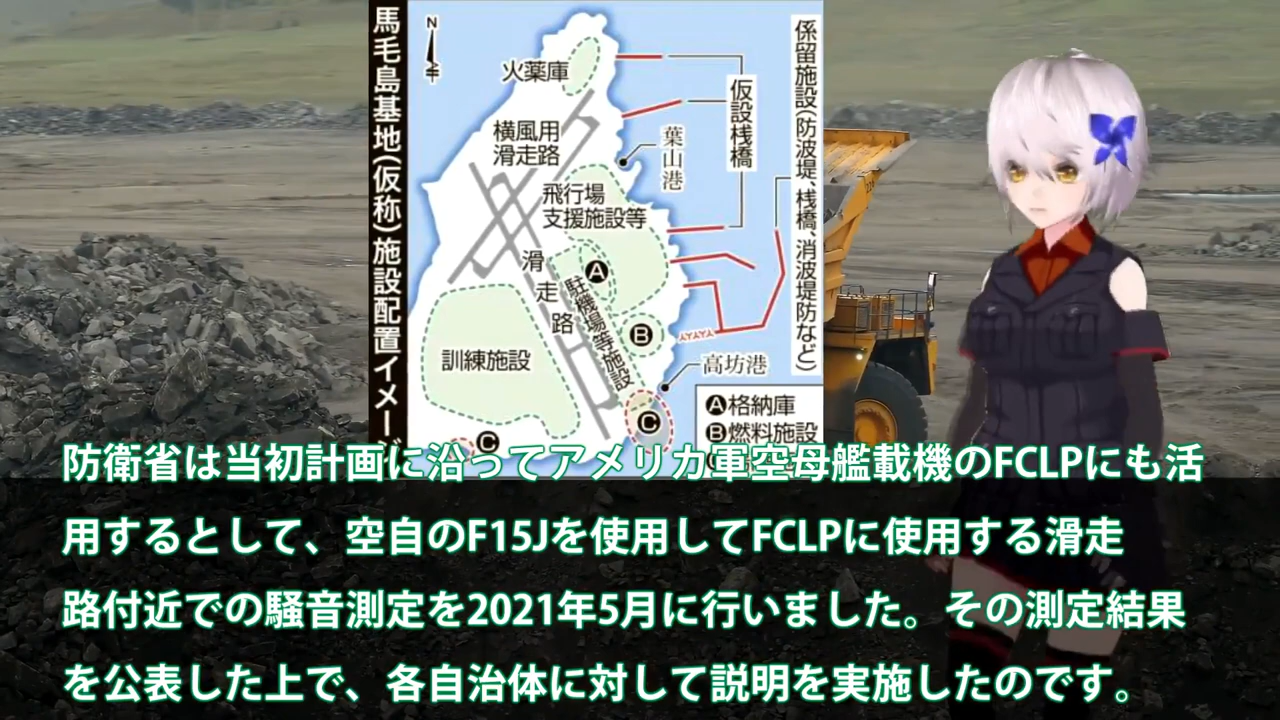 馬毛島基地(仮称)施設配置イメージ
N
火薬庫
横風用
滑走路
葉山港
仮設桟橋
係留施設(防波堤、桟橋、消波堤防など)
飛行場
支援施設等
滑走路
A
駐機場等施設
B
訓練施設
高坊港
C
C
A格納庫
B燃料施設
防衛省は当初計画に沿ってアメリカ軍空母艦載機のFCLPにも活
用するとして、空自のF15Jを使用してFCLPに使用する滑走
路付近での騒音測定を2021年5月に行いました。その測定結果
を公表した上で、各自治体に対して説明を実施したのです。